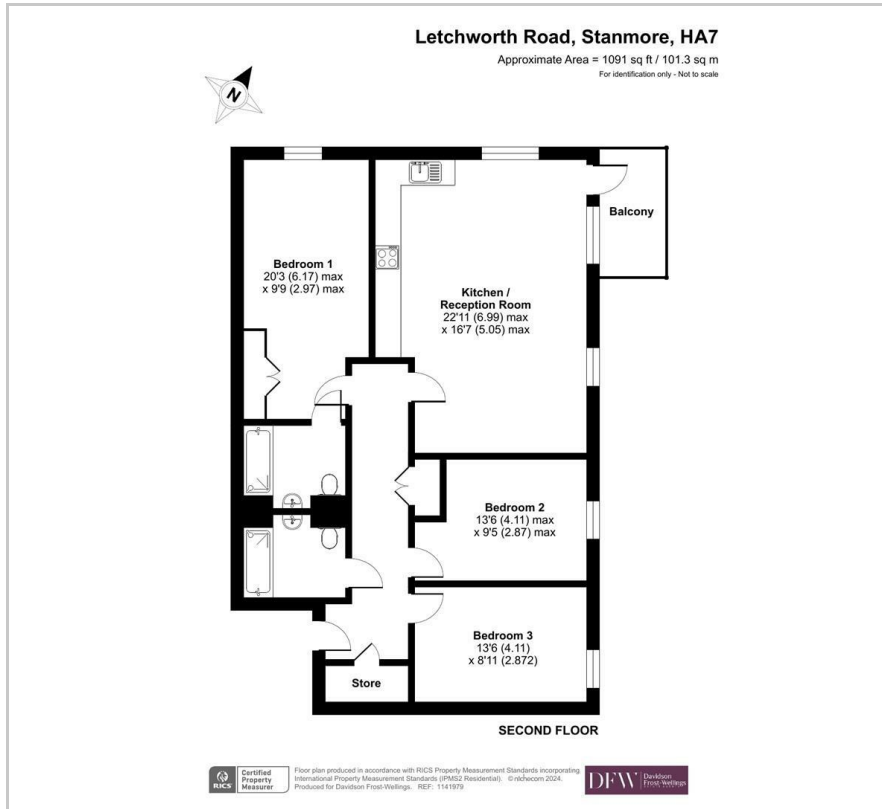 Letchworth Road, Stanmore, HA7
Approximate Area = 1091 sq ft / 101.3 sq m
For identification only - Not to scale
N
Balcony
Bedroom 1
20'3 (6.17) max
x 9'9 (2.97) max
Kitchen /
Reception Room
22'11 (6.99) max
x 16'7 (5.05) max
Bedroom 2
13'6 (4.11) max
x 9'5 (2.87) max
Bedroom 3
13'6 (4.11)
x 8'11 (2.872)
Store
SECOND FLOOR
RICS
Certified
Property
Measurer
Floor plan produced in accordance with RICS Property Measurement Standards incorporating
International Property Measurement Standards (IPMS2 Residential). © nichecom 2024.
Produced for Davidson Frost-Wellings. REF: 1141979
DFW
Davidson
Frost-Wellings